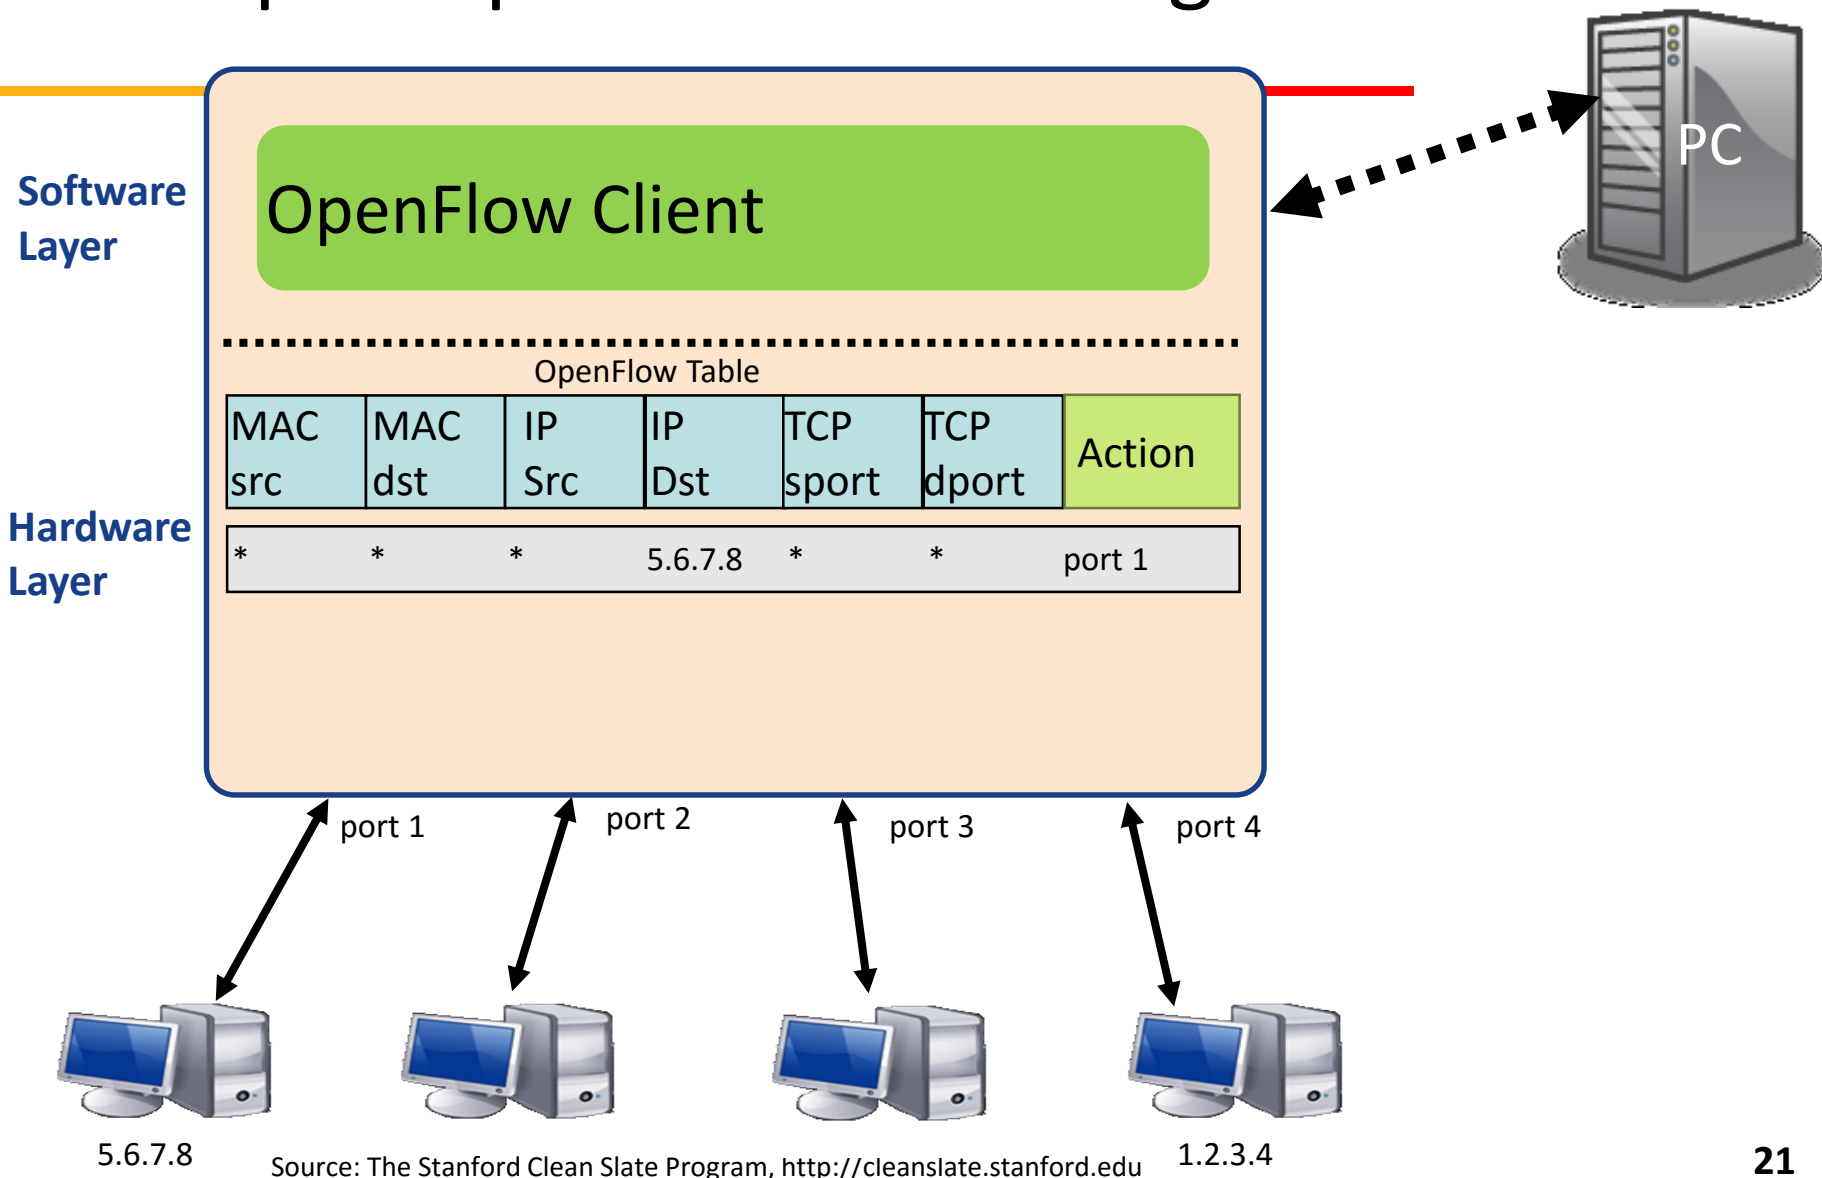 PC
Software
Layer
OpenFlow Client
OpenFlow Table
MAC src
MAC dst
IP Src
IP Dst
TCP sport
TCP dport
Action
Hardware
Layer
* * * 5.6.7.8 * * port 1
port 1
port 2
port 3
port 4
5.6.7.8
1.2.3.4
Source: The Stanford Clean Slate Program, http://cleanslate.stanford.edu
21